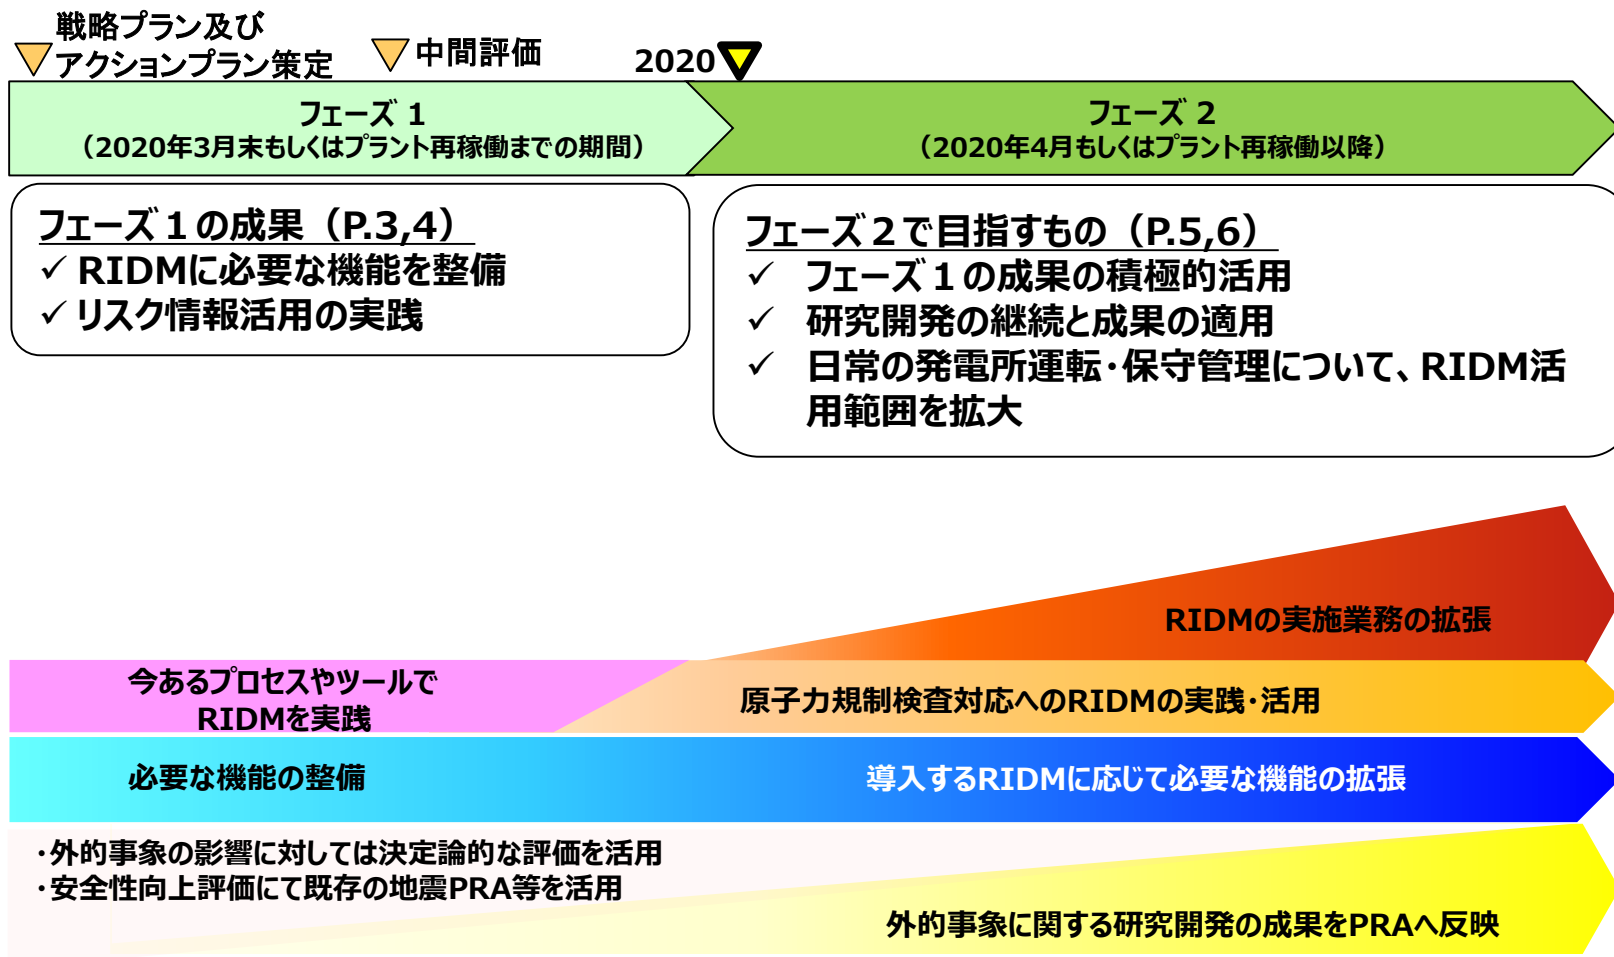 戦略プラン及び
アクションプラン策定
中間評価
2020
フェーズ 1
（2020年3月末もしくはプラント再稼働までの期間）
フェーズ 2
（2020年4月もしくはプラント再稼働以降）
フェーズ１の成果（P.3,4）
✓ RIDMに必要な機能を整備
✓ リスク情報活用の実践
フェーズ２で目指すもの（P.5,6）
✓ フェーズ１の成果の積極的活用
✓ 研究開発の継続と成果の適用
✓ 日常の発電所運転・保守管理について、RIDM活
用範囲を拡大
RIDMの実施業務の拡張
今あるプロセスやツールで
RIDMを実践
原子力規制検査対応へのRIDMの実践・活用
必要な機能の整備
導入するRIDMに応じて必要な機能の拡張
・外的事象の影響に対しては決定論的な評価を活用
・安全性向上評価にて既存の地震PRA等を活用
外的事象に関する研究開発の成果をPRAへ反映